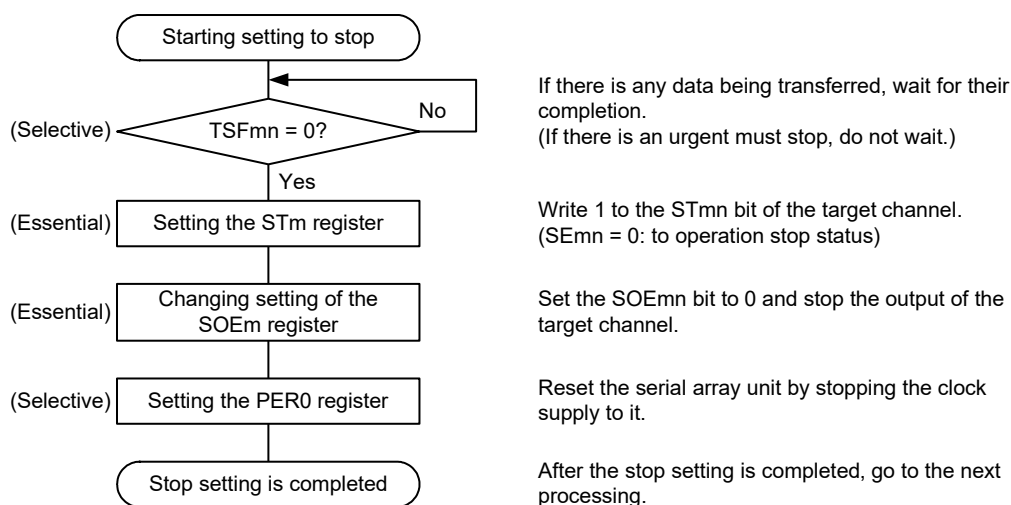 Starting setting to stop
If there is any data being transferred, wait for their
completion.
(If there is an urgent must stop, do not wait.)
No
(Selective)
TSFmn = 0?
Yes
(Essential)
Setting the STm register
Write 1 to the STmn bit of the target channel.
(SEmn = 0: to operation stop status)
(Essential)
Changing setting of the
SOEm register
Set the SOEmn bit to 0 and stop the output of the
target channel.
(Selective)
Setting the PER0 register
Reset the serial array unit by stopping the clock
supply to it.
Stop setting is completed
After the stop setting is completed, go to the next
processing.